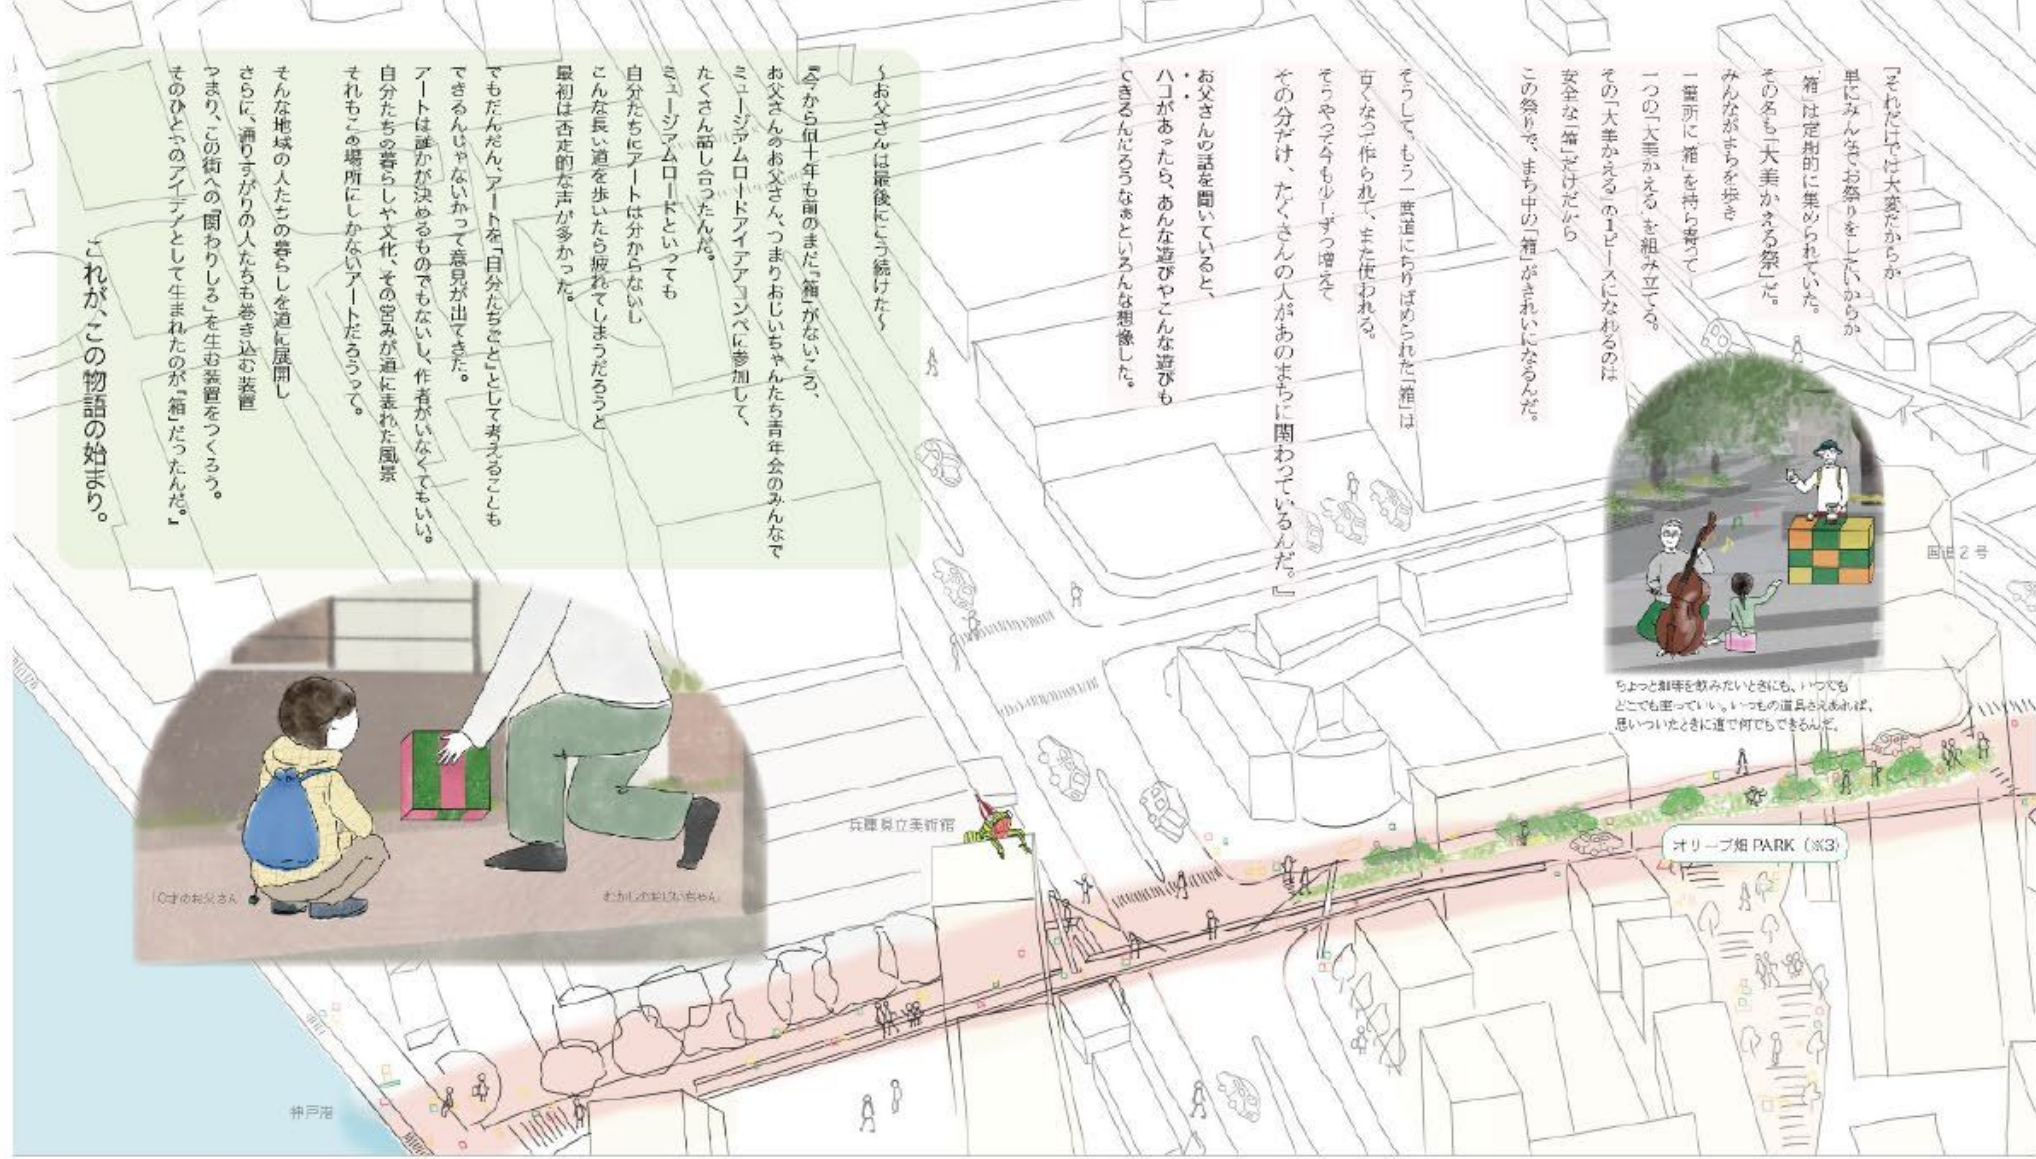 『それだけでは大変だからか
単にみんなでお祭りをしたいからか
「箱」は定期的に集められていた。
その名も「大美かえる祭」だ。
みんながまちを歩き
一箇所に「箱」を持ち寄って
一つの「大美かえる」を組み立てる。
その「大美かえる」の1ピースになれるのは
安全な「箱」だけだから
この祭りで、まち中の「箱」がきれいになるんだ。
そうして、もう一度道にちりばめられた「箱」は
古くなって作られて、また使われる。
そうやって今も少しずつ増えて
その分だけ、たくさんの人があのまちに関わっているんだ。』
お父さんの話を聞いていると、
ハコがあったら、あんな遊びやこんな遊びも
できるんだろうなぁといろんな想像した。
ちょっと珈琲を飲みたいときにも、いつでも
どこでも座っていい。いつもの道具さえあれば、
思いついたときに道で何でもできるんだ。
国道2号
オリーブ畑 PARK (※3)
兵庫県立美術館
神戸港
〜お父さんは最後にこう続けた〜
『今から何十年も前のまだ「箱」がないころ、
お父さんのお父さん、つまりおじいちゃんたち青年会のみんなで
ミュージアムロードアイデアコンペに参加して、
たくさん話し合ったんだ。
ミュージアムロードといっても
自分たちにアートは分からないし
こんな長い道を歩いたら疲れてしまうだろうと
最初は否定的な声が多かった。
でもだんだん、アートを「自分たちごと」として考えることも
できるんじゃないかって意見が出てきた。
アートは誰かが決めるものでもないし、作者がいなくてもいい。
自分たちの暮らしや文化、その営みが道に表れた風景
それもこの場所にしかないアートだろうって。
そんな地域の人たちの暮らしを道に展開し
さらに、通りすがりの人たちも巻き込む装置
つまり、この街への「関わりしろ」を生む装置をつくろう。
そのひとつのアイデアとして生まれたのが「箱」だったんだ。』
これが、この物語の始まり。
10才のお父さん
むかしのおじいちゃん